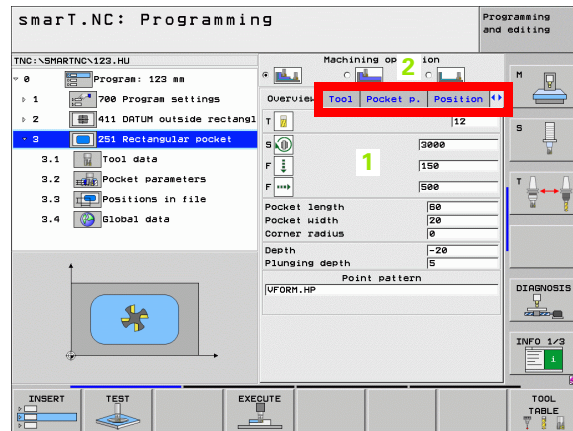 smarT.NC: Programming
Programming
and editing
TNC:\SMARTNC\123.HU
0 Program: 123 mm
1 700 Program settings
2 411 DATUM outside rectangl
3 251 Rectangular pocket
3.1 Tool data
3.2 Pocket parameters
3.3 Positions in file
3.4 Global data
Machining op 2 ion
Overview Tool Pocket p. Position
T 12
S 3000
F 150
1
F 500
Pocket length 60
Pocket width 20
Corner radius 0
Depth -20
Plunging depth 5
Point pattern
VFORM.HP
M
S
T
DIAGNOSIS
INFO 1/3
INSERT
TEST
EXECUTE
TOOL
TABLE